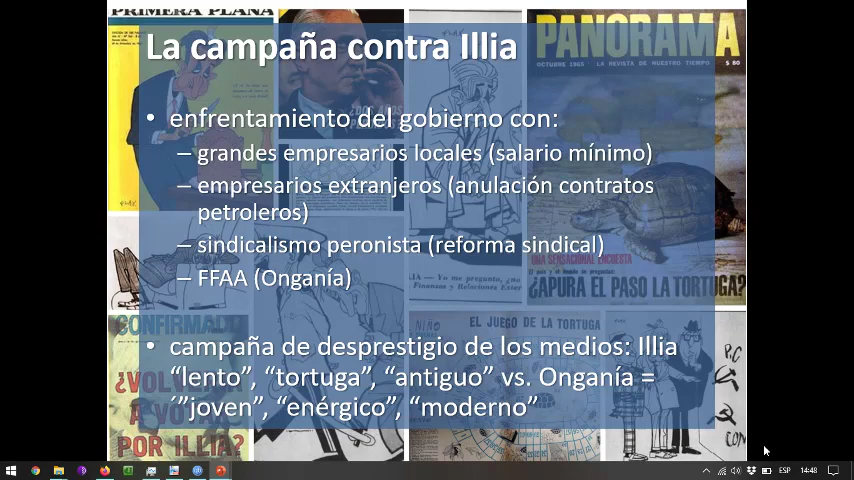 PRIMERA PLANA
PANORAMA
OCTUBRE 1965 · LA REVISTA DE NUESTRO TIEMPO · $ 80
La campaña contra Illia
• enfrentamiento del gobierno con:
– grandes empresarios locales (salario mínimo)
– empresarios extranjeros (anulación contratos
petroleros)
– sindicalismo peronista (reforma sindical)
– FFAA (Onganía)
UNA SENSACIONAL ENCUESTA
¿APURA EL PASO LA TORTUGA?
CONFIRMADO
EL JUEGO DE LA TORTUGA
• campaña de desprestigio de los medios: Illia
“lento”, “tortuga”, “antiguo” vs. Onganía =
“”joven”, “enérgico”, “moderno”
POR ILLIA?
ESP
14:48